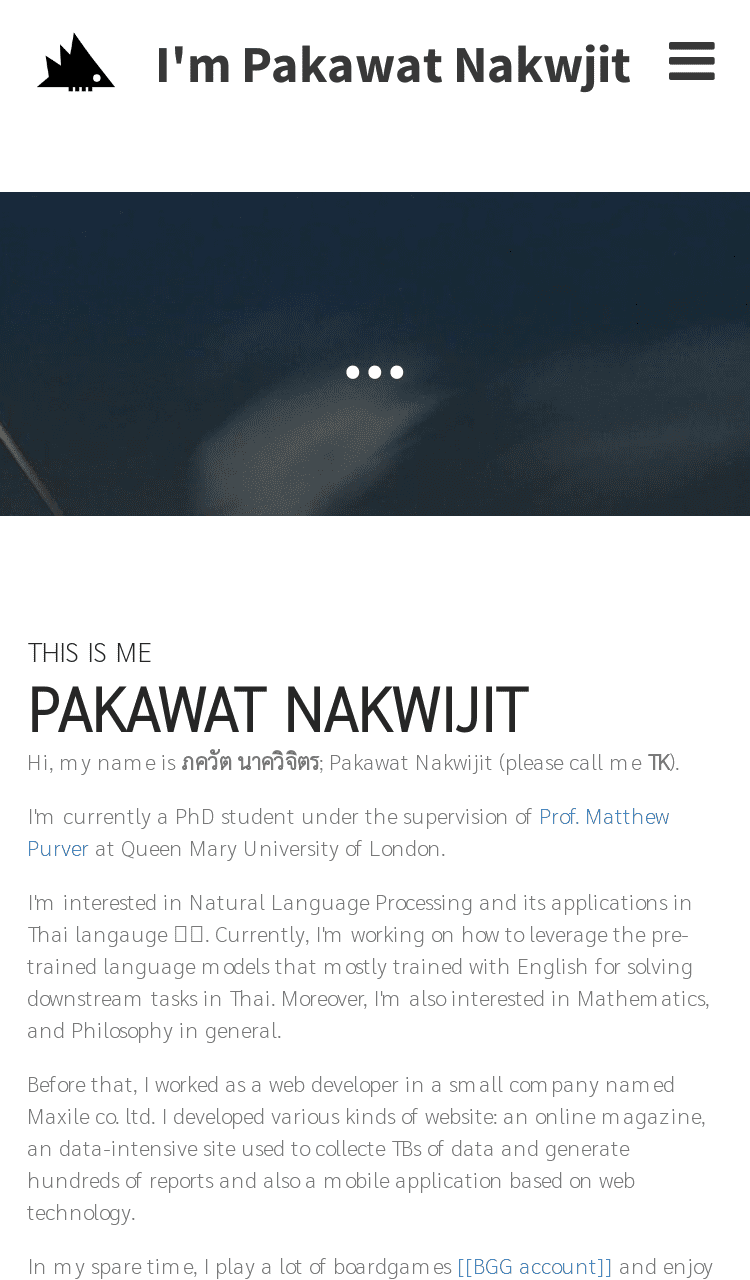 I'm Pakawat Nakwjit
THIS IS ME
PAKAWAT NAKWIJIT
Hi, my name is ภควัต นาควิจิตร; Pakawat Nakwijit (please call me TK).
I'm currently a PhD student under the supervision of Prof. Matthew
Purver at Queen Mary University of London.
I'm interested in Natural Language Processing and its applications in
Thai langauge. Currently, I'm working on how to leverage the pre-
trained language models that mostly trained with English for solving
downstream tasks in Thai. Moreover, I'm also interested in Mathematics,
and Philosophy in general.
Before that, I worked as a web developer in a small company named
Maxile co. ltd. I developed various kinds of website: an online magazine,
an data-intensive site used to collecte TBs of data and generate
hundreds of reports and also a mobile application based on web
technology.
In my spare time, I play a lot of boardgames [[BGG account]] and enjoy